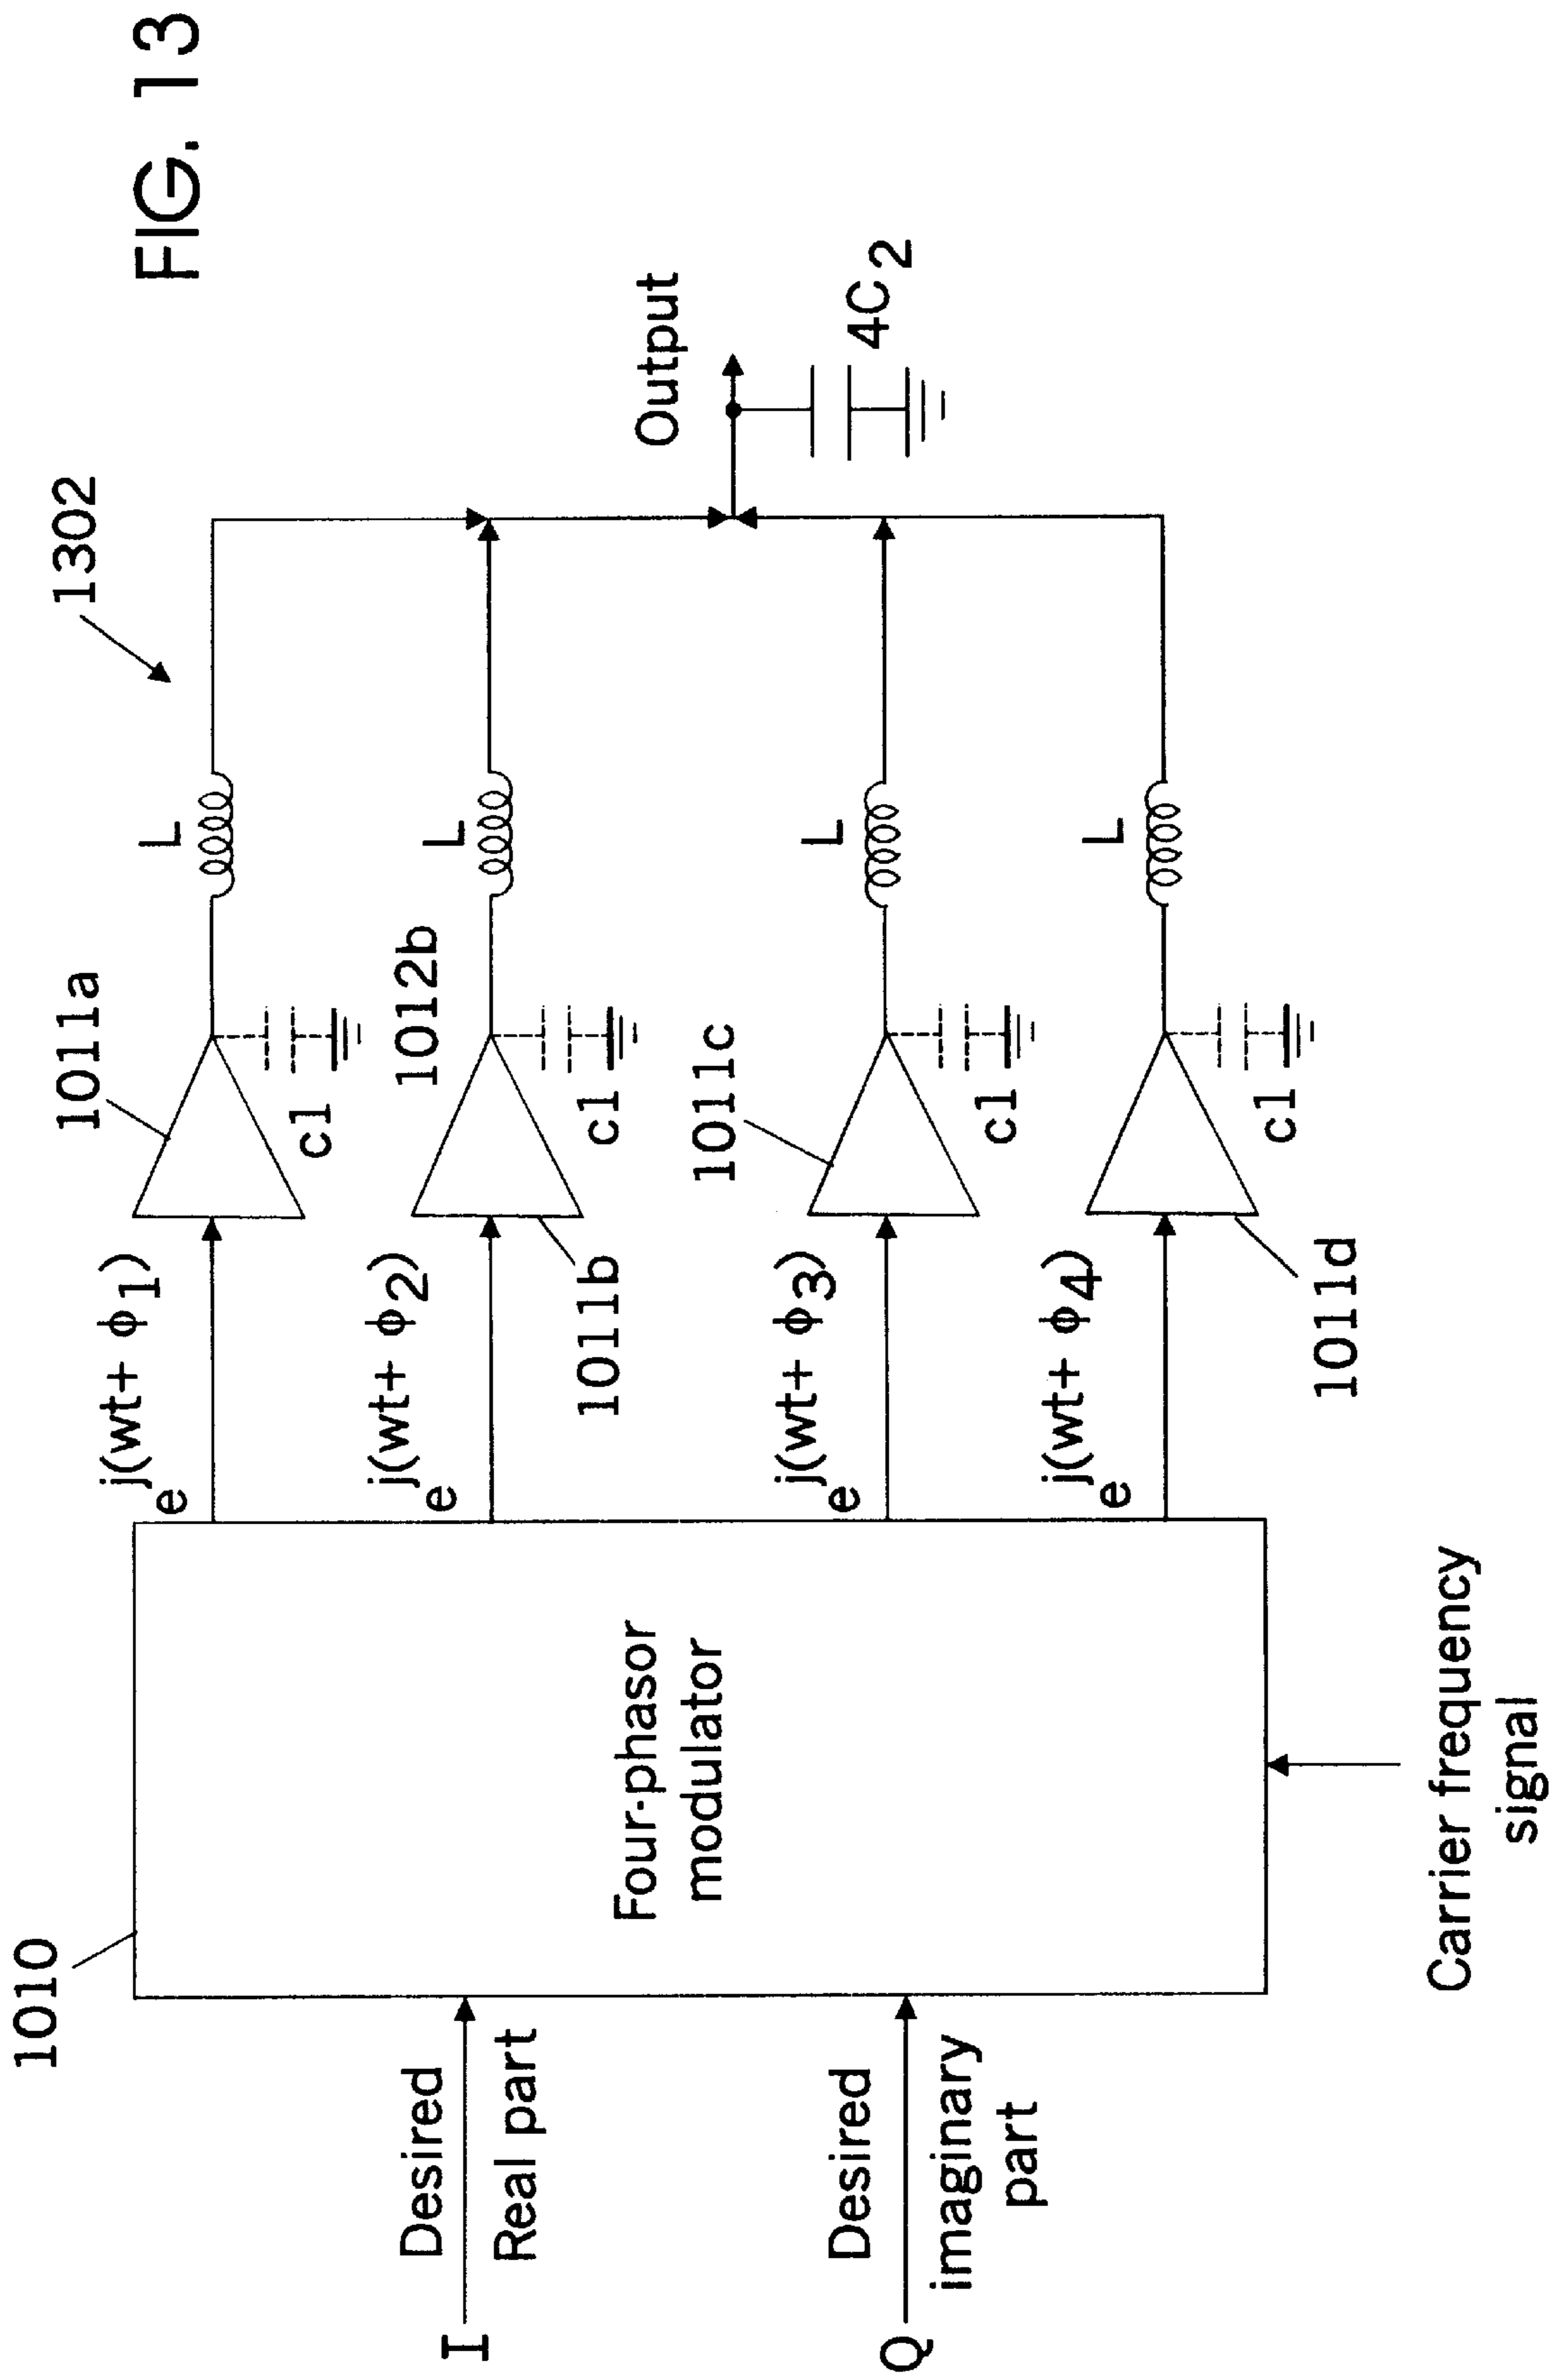 FIG. 13
1302
1010
I
Desired
Real part
Q
Desired
imaginary
part
Four-phasor
modulator
Carrier frequency
signal
e j(wt+ ϕ1)
e j(wt+ ϕ2)
e j(wt+ ϕ3)
e j(wt+ ϕ4)
1011a
1011b
1012b
1011c
1011d
c1
c1
c1
c1
L
L
L
L
Output
4C2